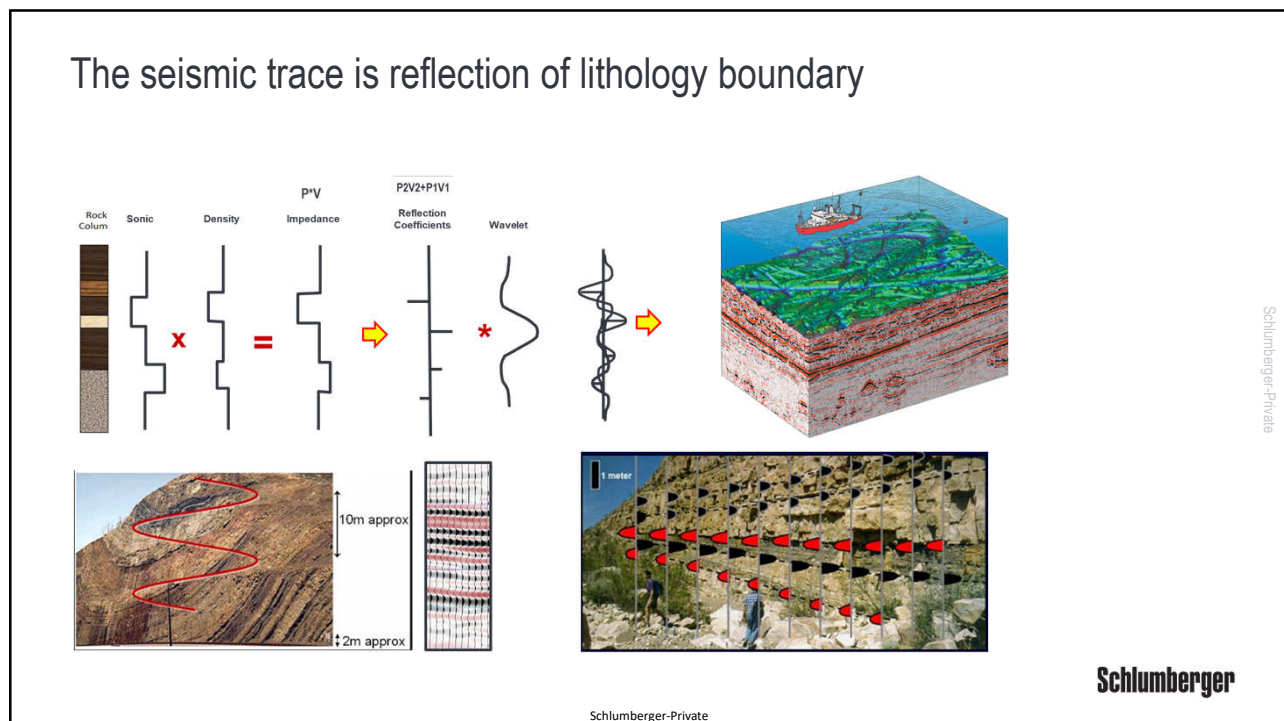 The seismic trace is reflection of lithology boundary
P*V
P2V2+P1V1
Rock
Colum
Sonic
Density
Impedance
Reflection
Coefficients
Wavelet
x
=
*
10m approx
2m approx
1 meter
Schlumberger-Private
Schlumberger
Schlumberger-Private